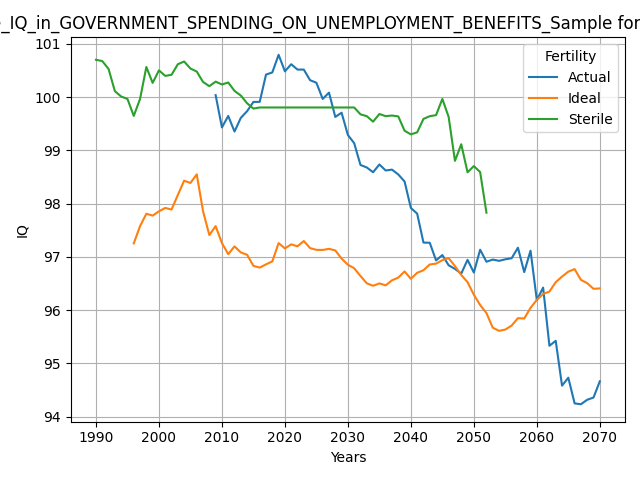 _IQ_in_GOVERNMENT_SPENDING_ON_UNEMPLOYMENT_BENEFITS_Sample for
Fertility
Actual
Ideal
Sterile
101
100
99
98
97
96
95
94
IQ
1990 2000 2010 2020 2030 2040 2050 2060 2070
Years